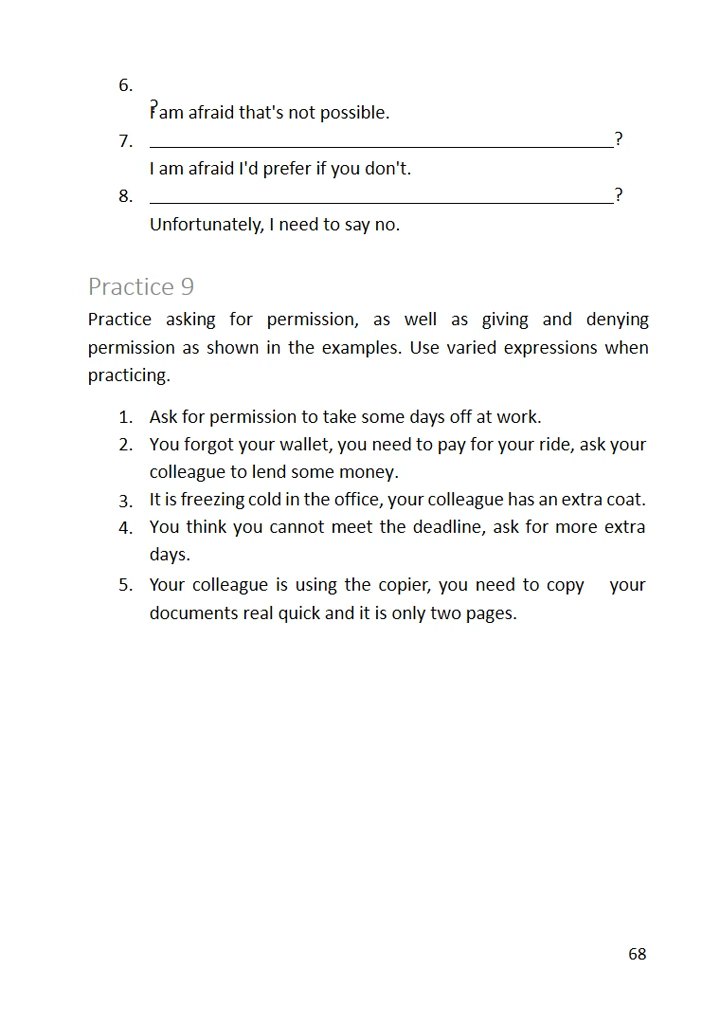 6.
?
I am afraid that's not possible.
7. ?
I am afraid I'd prefer if you don't.
8. ?
Unfortunately, I need to say no.
Practice 9
Practice asking for permission, as well as giving and denying
permission as shown in the examples. Use varied expressions when
practicing.
1. Ask for permission to take some days off at work.
2. You forgot your wallet, you need to pay for your ride, ask your
colleague to lend some money.
3. It is freezing cold in the office, your colleague has an extra coat.
4. You think you cannot meet the deadline, ask for more extra
days.
5. Your colleague is using the copier, you need to copy your
documents real quick and it is only two pages.
68